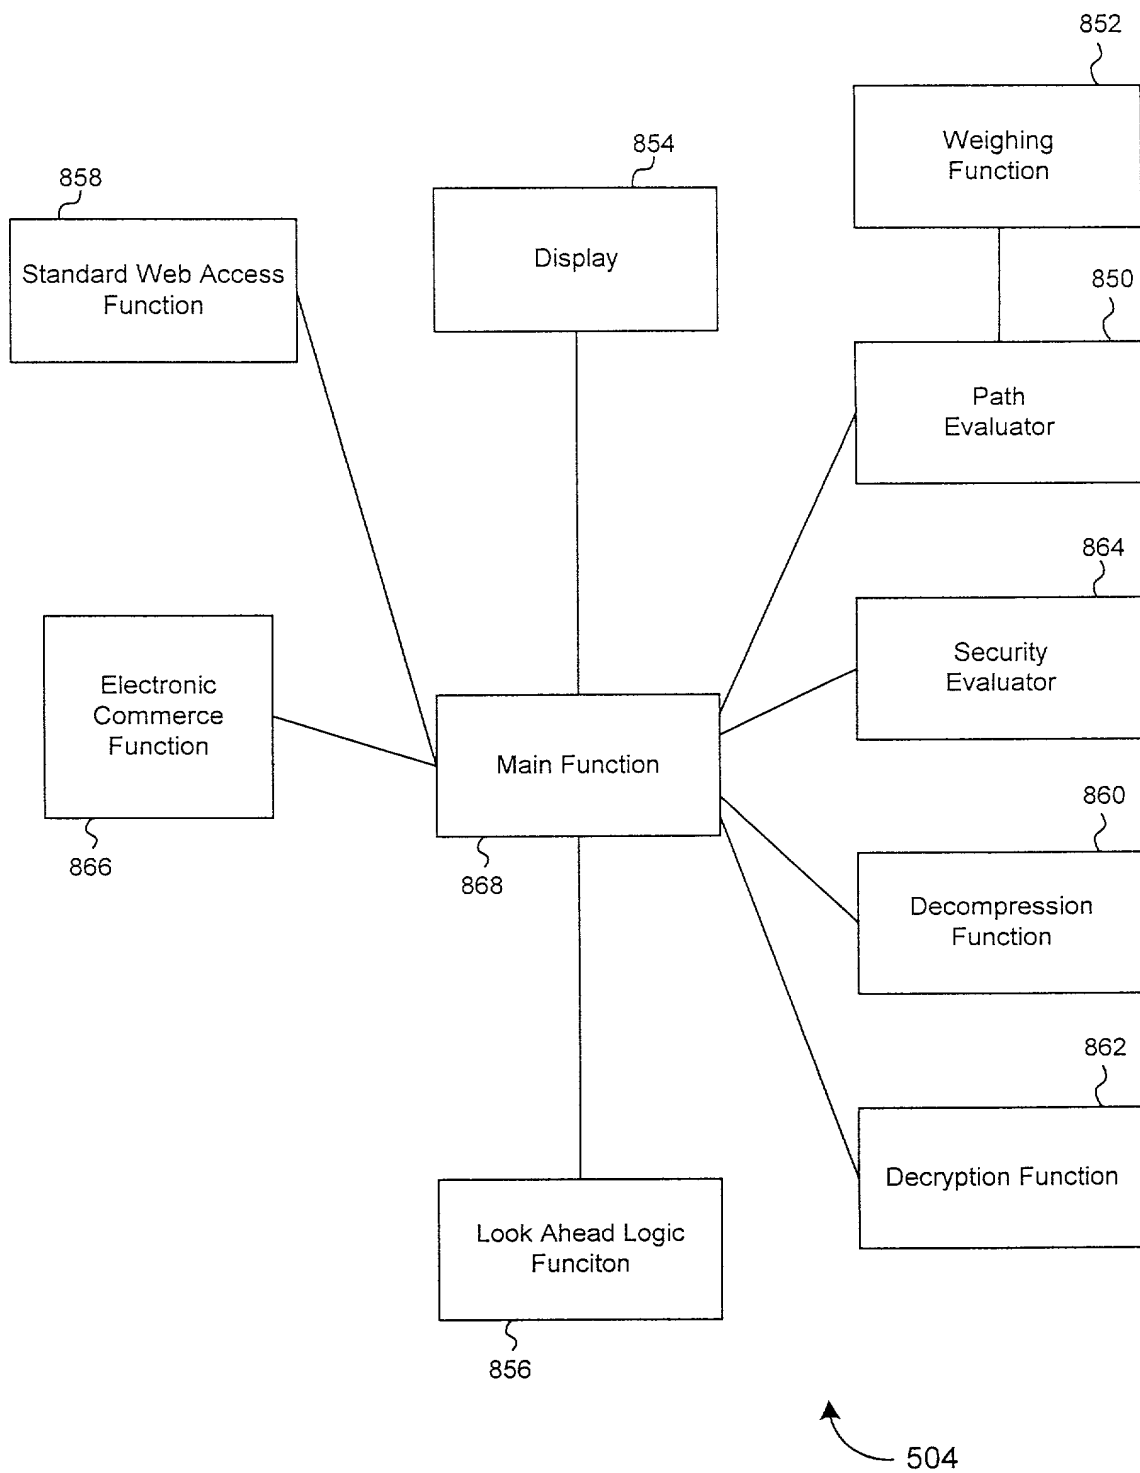 852
Weighing
Function
854
858
Display
Standard Web Access
Function
850
Path
Evaluator
864
Security
Evaluator
Electronic
Commerce
Function
Main Function
860
866
868
Decompression
Function
862
Decryption Function
Look Ahead Logic
Funciton
856
504